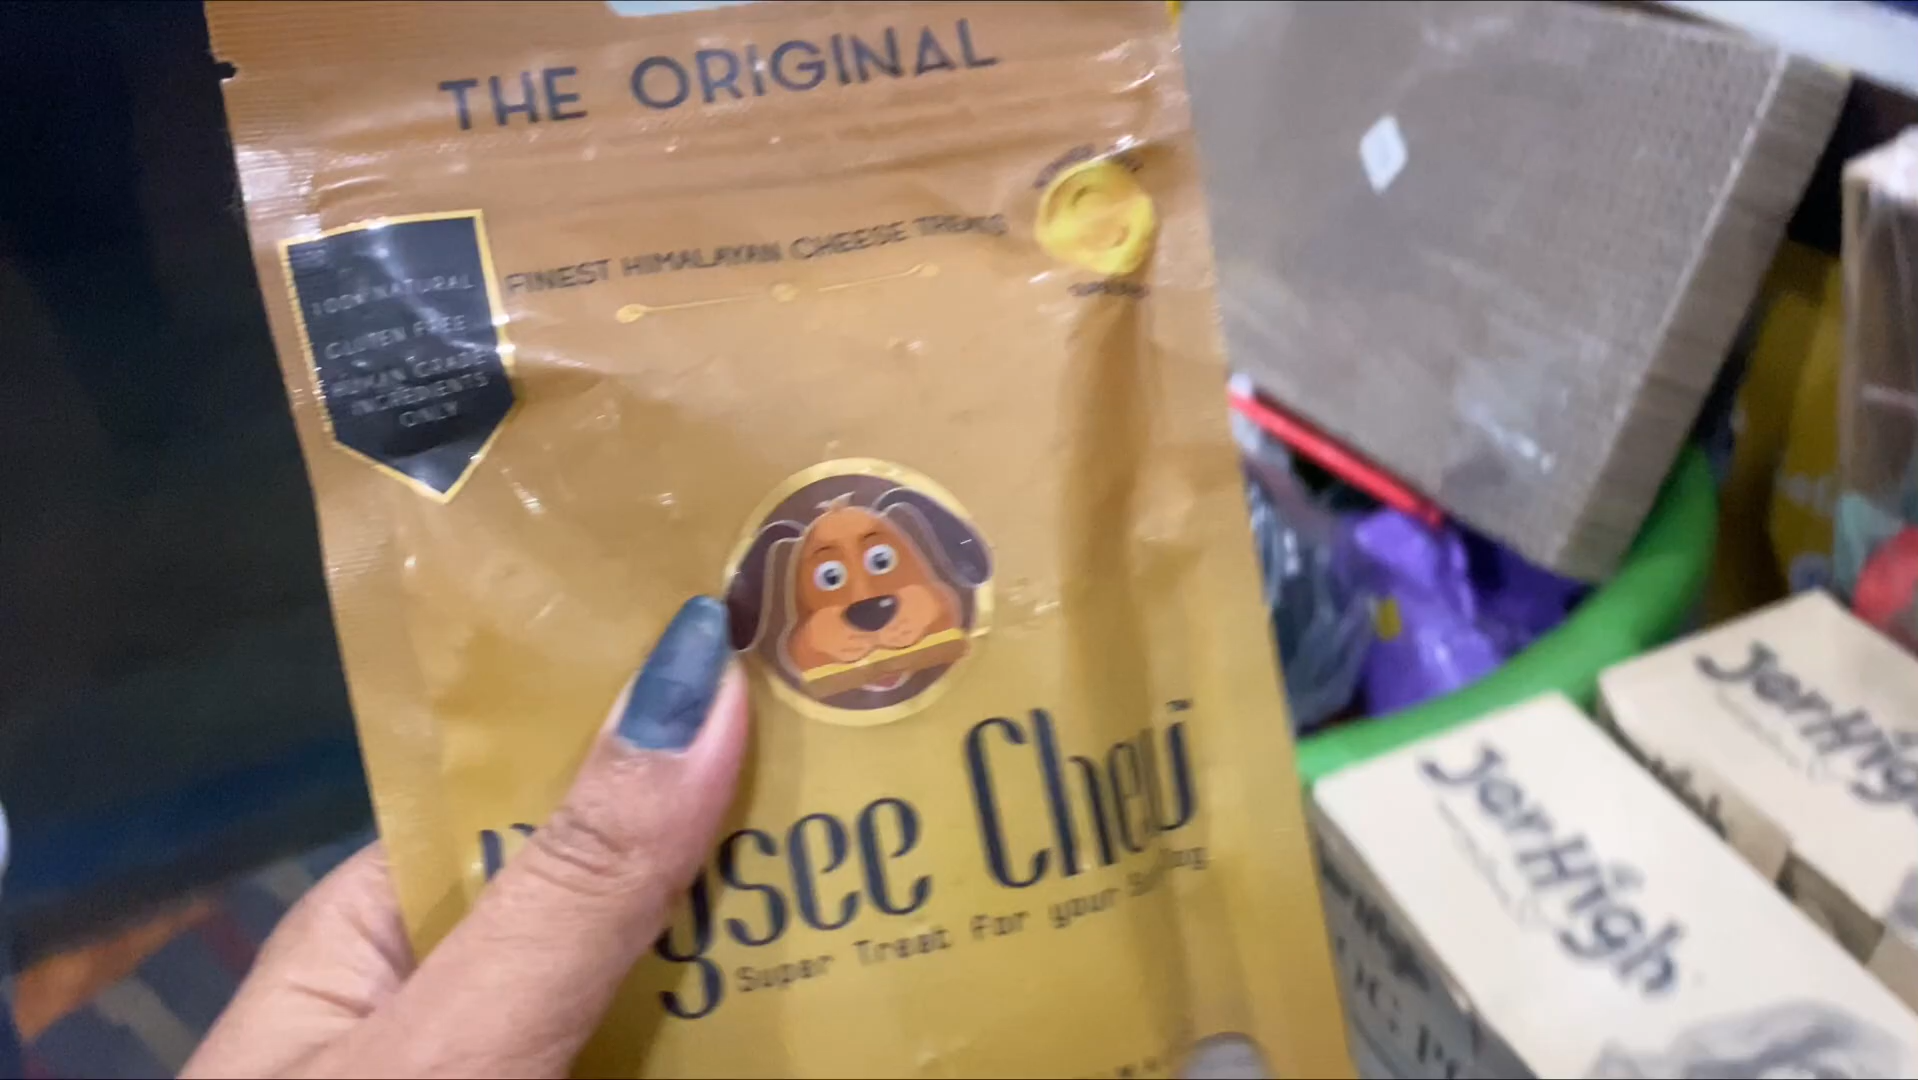 THE ORIGINAL
FINEST HIMALAYAN CHEESE TREATS
100% NATURAL
GLUTEN FREE
HUMAN GRADE
INGREDIENTS
ONLY
gsee Chew
Super Treat for your
JerHigh
JerHigh